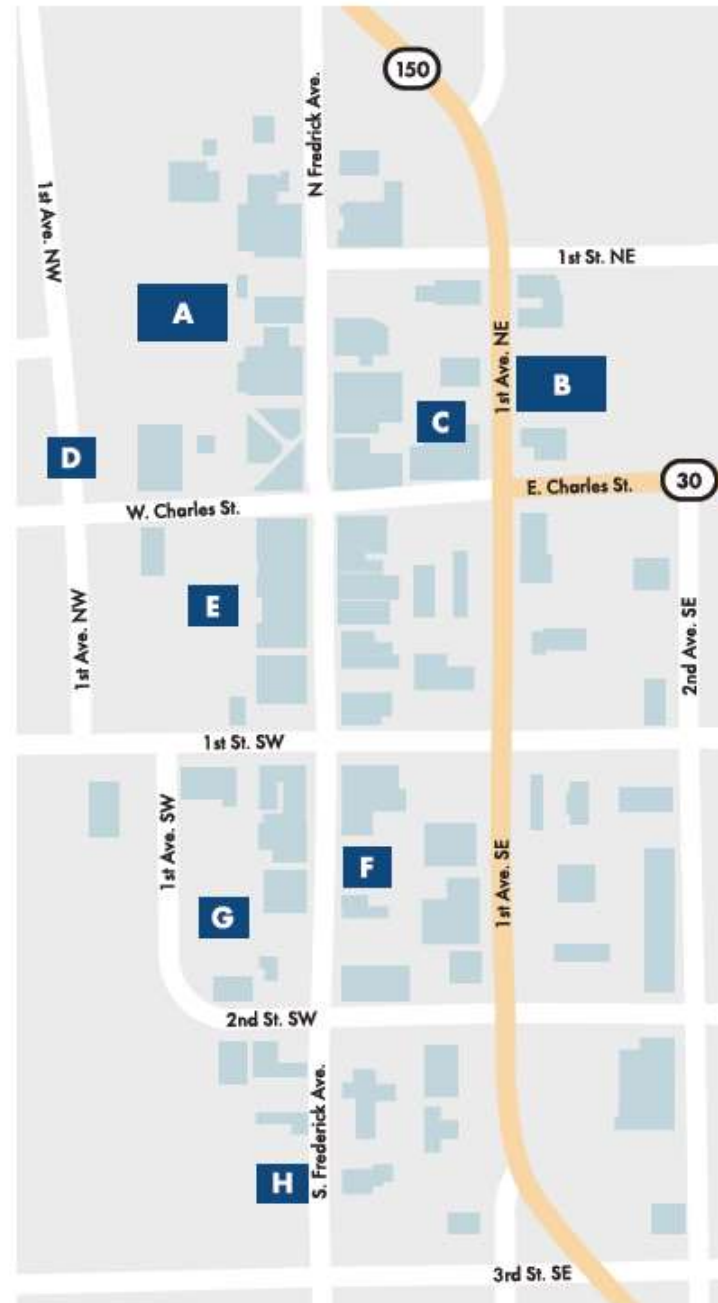 150
N Fredrick Ave.
1st Ave. NW
1st St. NE
A
1st Ave. NE
B
C
D
30
E. Charles St.
W. Charles St.
E
1st Ave. NW
2nd Ave. SE
1st St. SW
1st Ave. SW
F
1st Ave. SE
G
2nd St. SW
S. Frederick Ave.
H
3rd St. SE